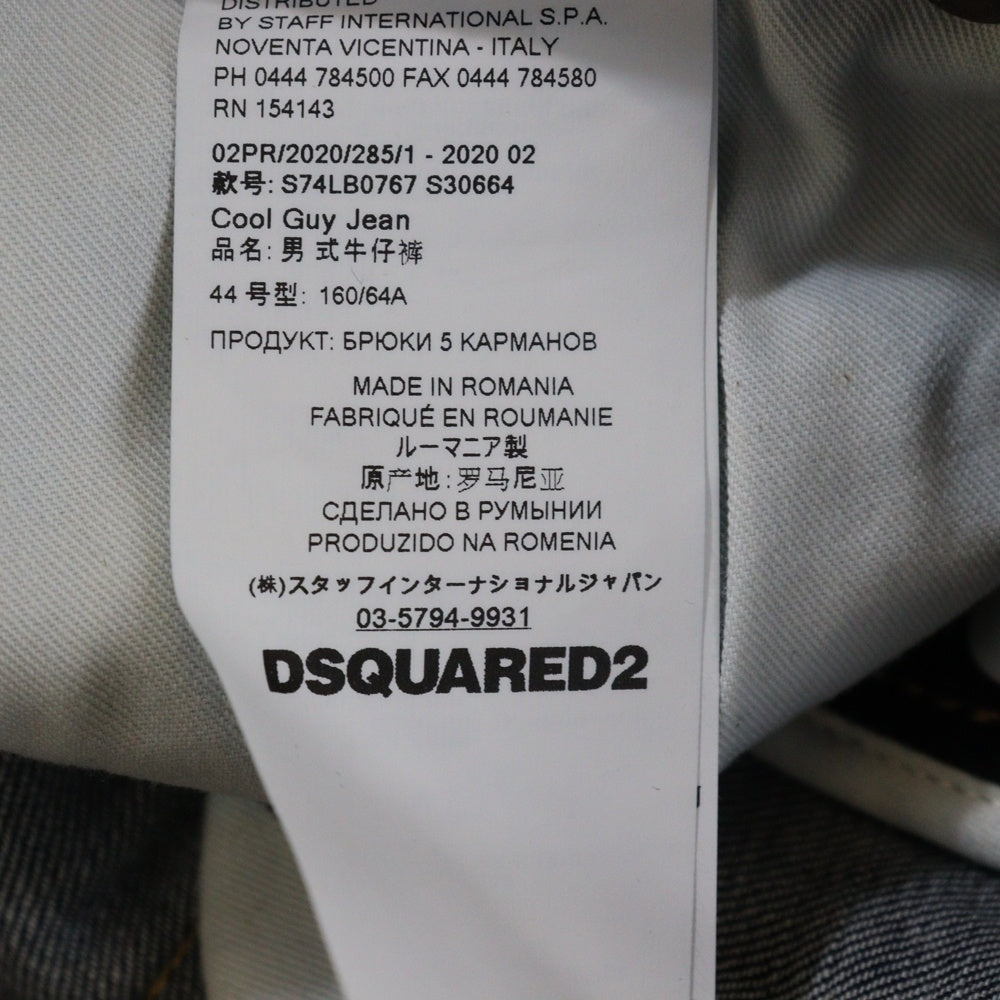 DISTRIBUTED
BY STAFF INTERNATIONAL S.P.A.
NOVENTA VICENTINA - ITALY
PH 0444 784500 FAX 0444 784580
RN 154143
02PR/2020/285/1 - 2020 02
款号: S74LB0767 S30664
Cool Guy Jean
品名: 男 式牛仔裤
44 号型: 160/64A
ПРОДУКТ: БРЮКИ 5 КАРМАНОВ
MADE IN ROMANIA
FABRIQUÉ EN ROUMANIE
ルーマニア製
原产地: 罗马尼亚
СДЕЛАНО В РУМЫНИИ
PRODUZIDO NA ROMENIA
(株)スタッフインターナショナルジャパン
03-5794-9931
DSQUARED2